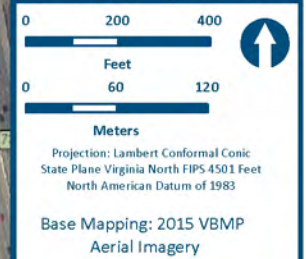 0 200 400
Feet
0 60 120
Meters
Projection: Lambert Conformal Conic
State Plane Virginia North FIPS 4501 Feet
North American Datum of 1983
Base Mapping: 2015 VBMP
Aerial Imagery